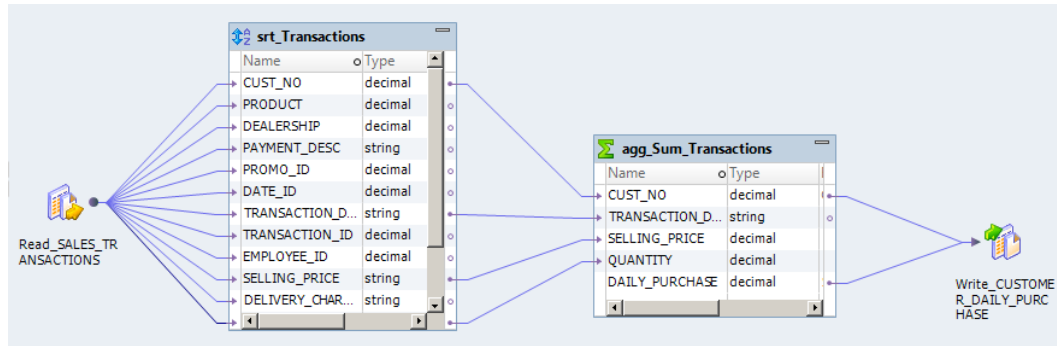 srt_Transactions
Name Type
CUST_NO decimal
PRODUCT decimal
DEALERSHIP decimal
PAYMENT_DESC string
PROMO_ID decimal
DATE_ID decimal
TRANSACTION_D... string
TRANSACTION_ID decimal
EMPLOYEE_ID decimal
SELLING_PRICE string
DELIVERY_CHAR... string
Read_SALES_TR
ANSACTIONS
agg_Sum_Transactions
Name Type
CUST_NO decimal
TRANSACTION_D... string
SELLING_PRICE decimal
QUANTITY decimal
DAILY_PURCHASE decimal
Write_CUSTOME
R_DAILY_PURC
HASE